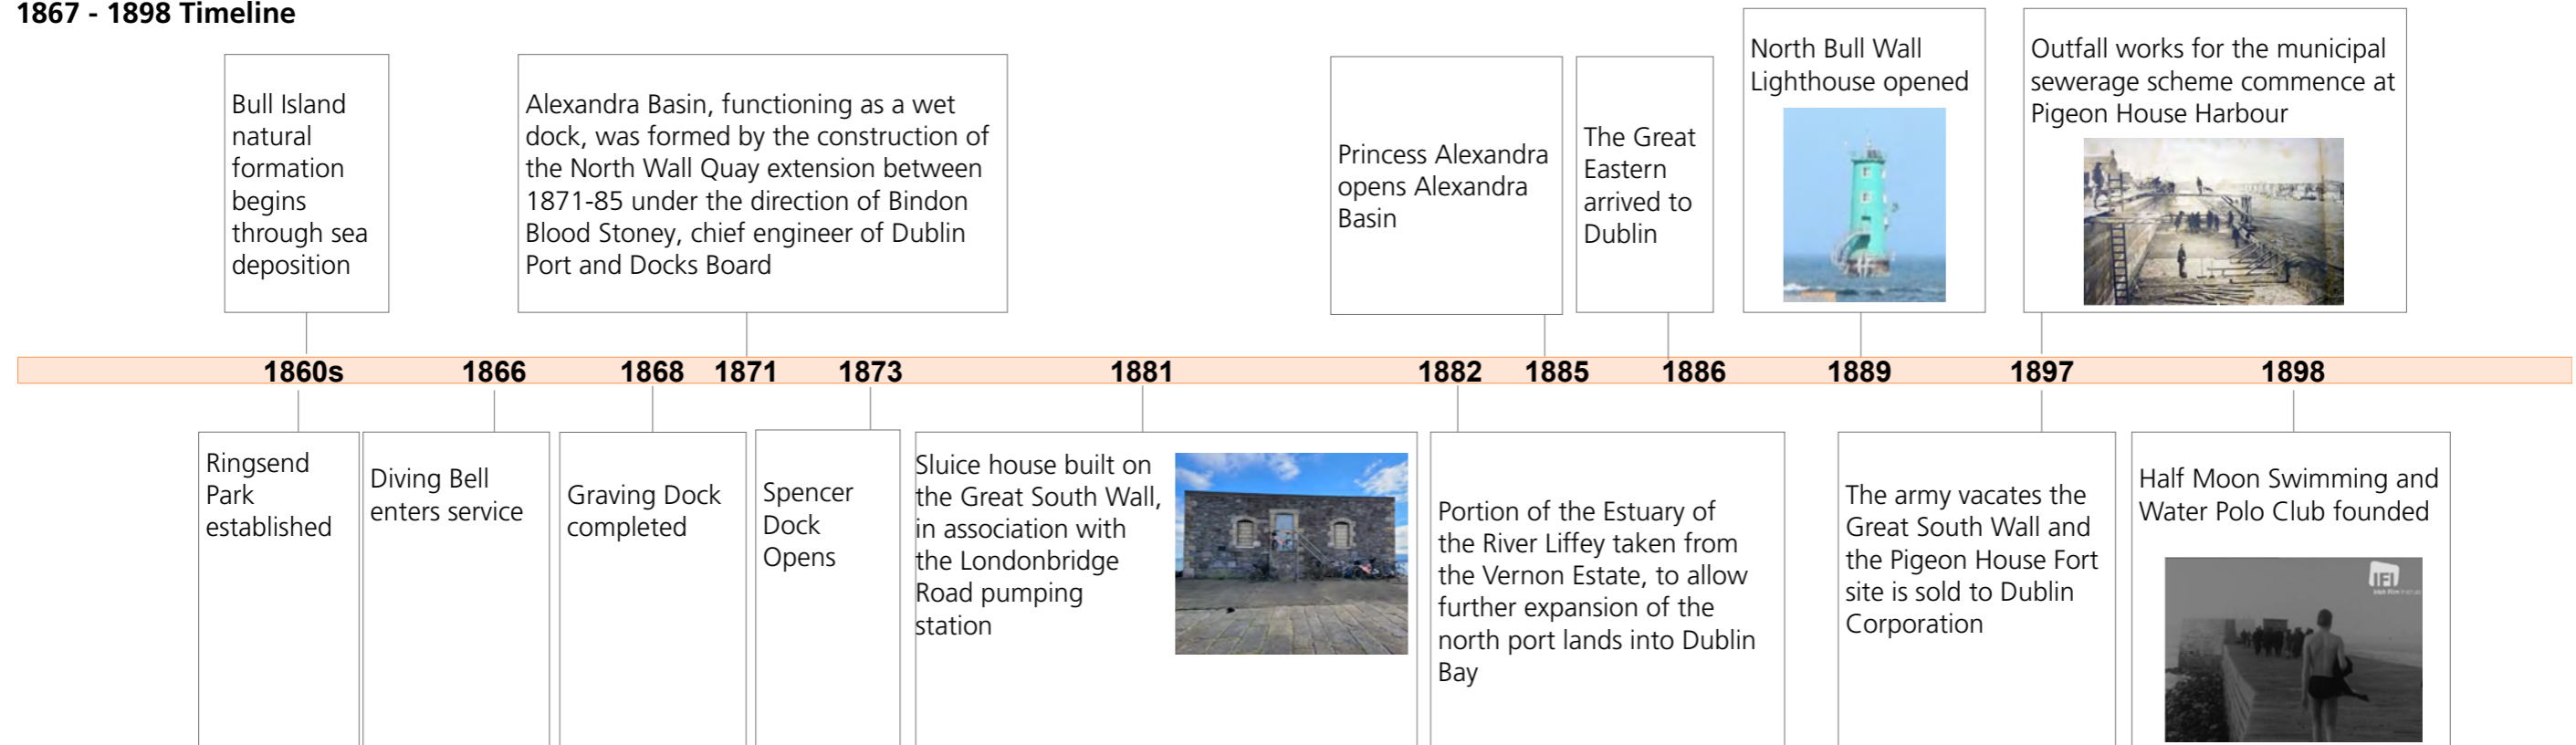 1867 - 1898 Timeline
Bull Island
natural
formation
begins
through sea
deposition
Alexandra Basin, functioning as a wet
dock, was formed by the construction of
the North Wall Quay extension between
1871-85 under the direction of Bindon
Blood Stoney, chief engineer of Dublin
Port and Docks Board
Princess Alexandra
opens Alexandra
Basin
The Great
Eastern
arrived to
Dublin
North Bull Wall
Lighthouse opened
Outfall works for the municipal
sewerage scheme commence at
Pigeon House Harbour
1860s 1866 1868 1871 1873 1881 1882 1885 1886 1889 1897 1898
Ringsend
Park
established
Diving Bell
enters service
Graving Dock
completed
Spencer
Dock
Opens
Sluice house built on
the Great South Wall,
in association with
the Londonbridge
Road pumping
station
Portion of the Estuary of
the River Liffey taken from
the Vernon Estate, to allow
further expansion of the
north port lands into Dublin
Bay
The army vacates the
Great South Wall and
the Pigeon House Fort
site is sold to Dublin
Corporation
Half Moon Swimming and
Water Polo Club founded
IFI
Irish Film Institute